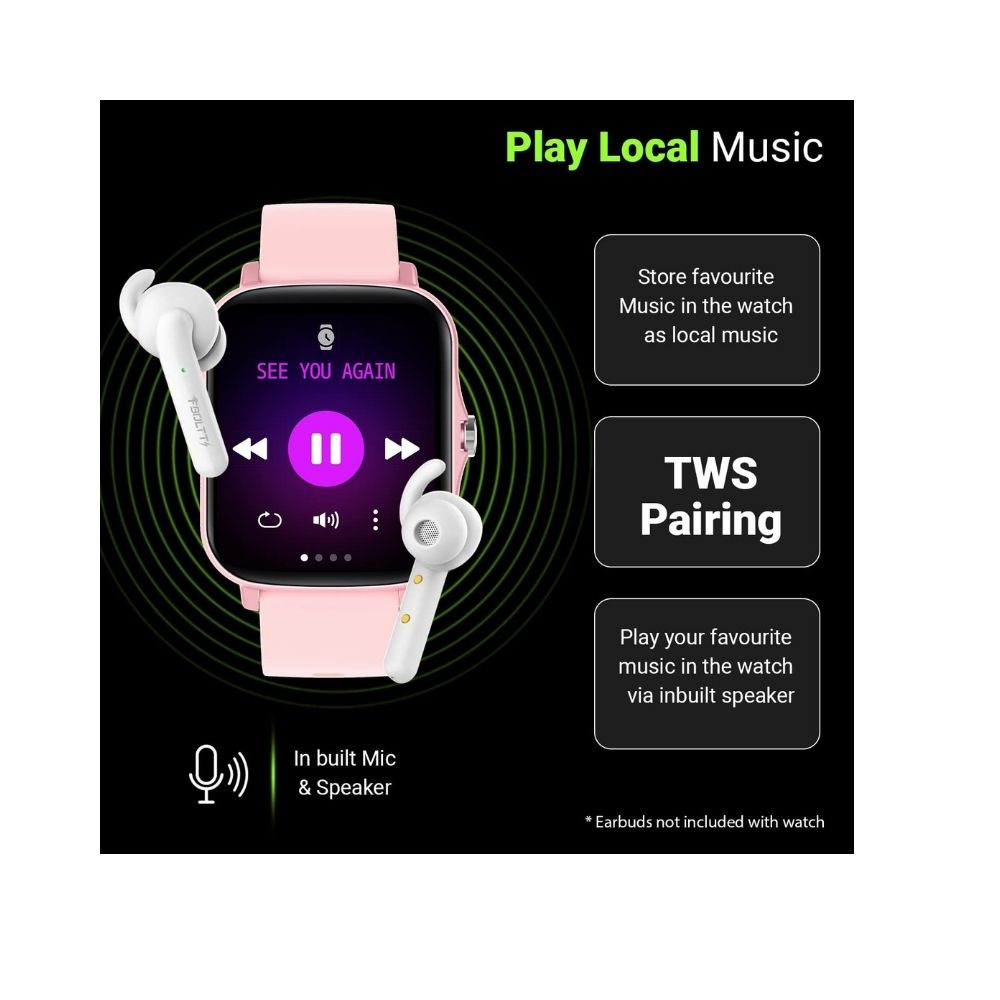 Play Local Music
Store favourite
Music in the watch
as local music
SEE YOU AGAIN
TWS
Pairing
Play your favourite
music in the watch
via inbuilt speaker
In built Mic
& Speaker
* Earbuds not included with watch